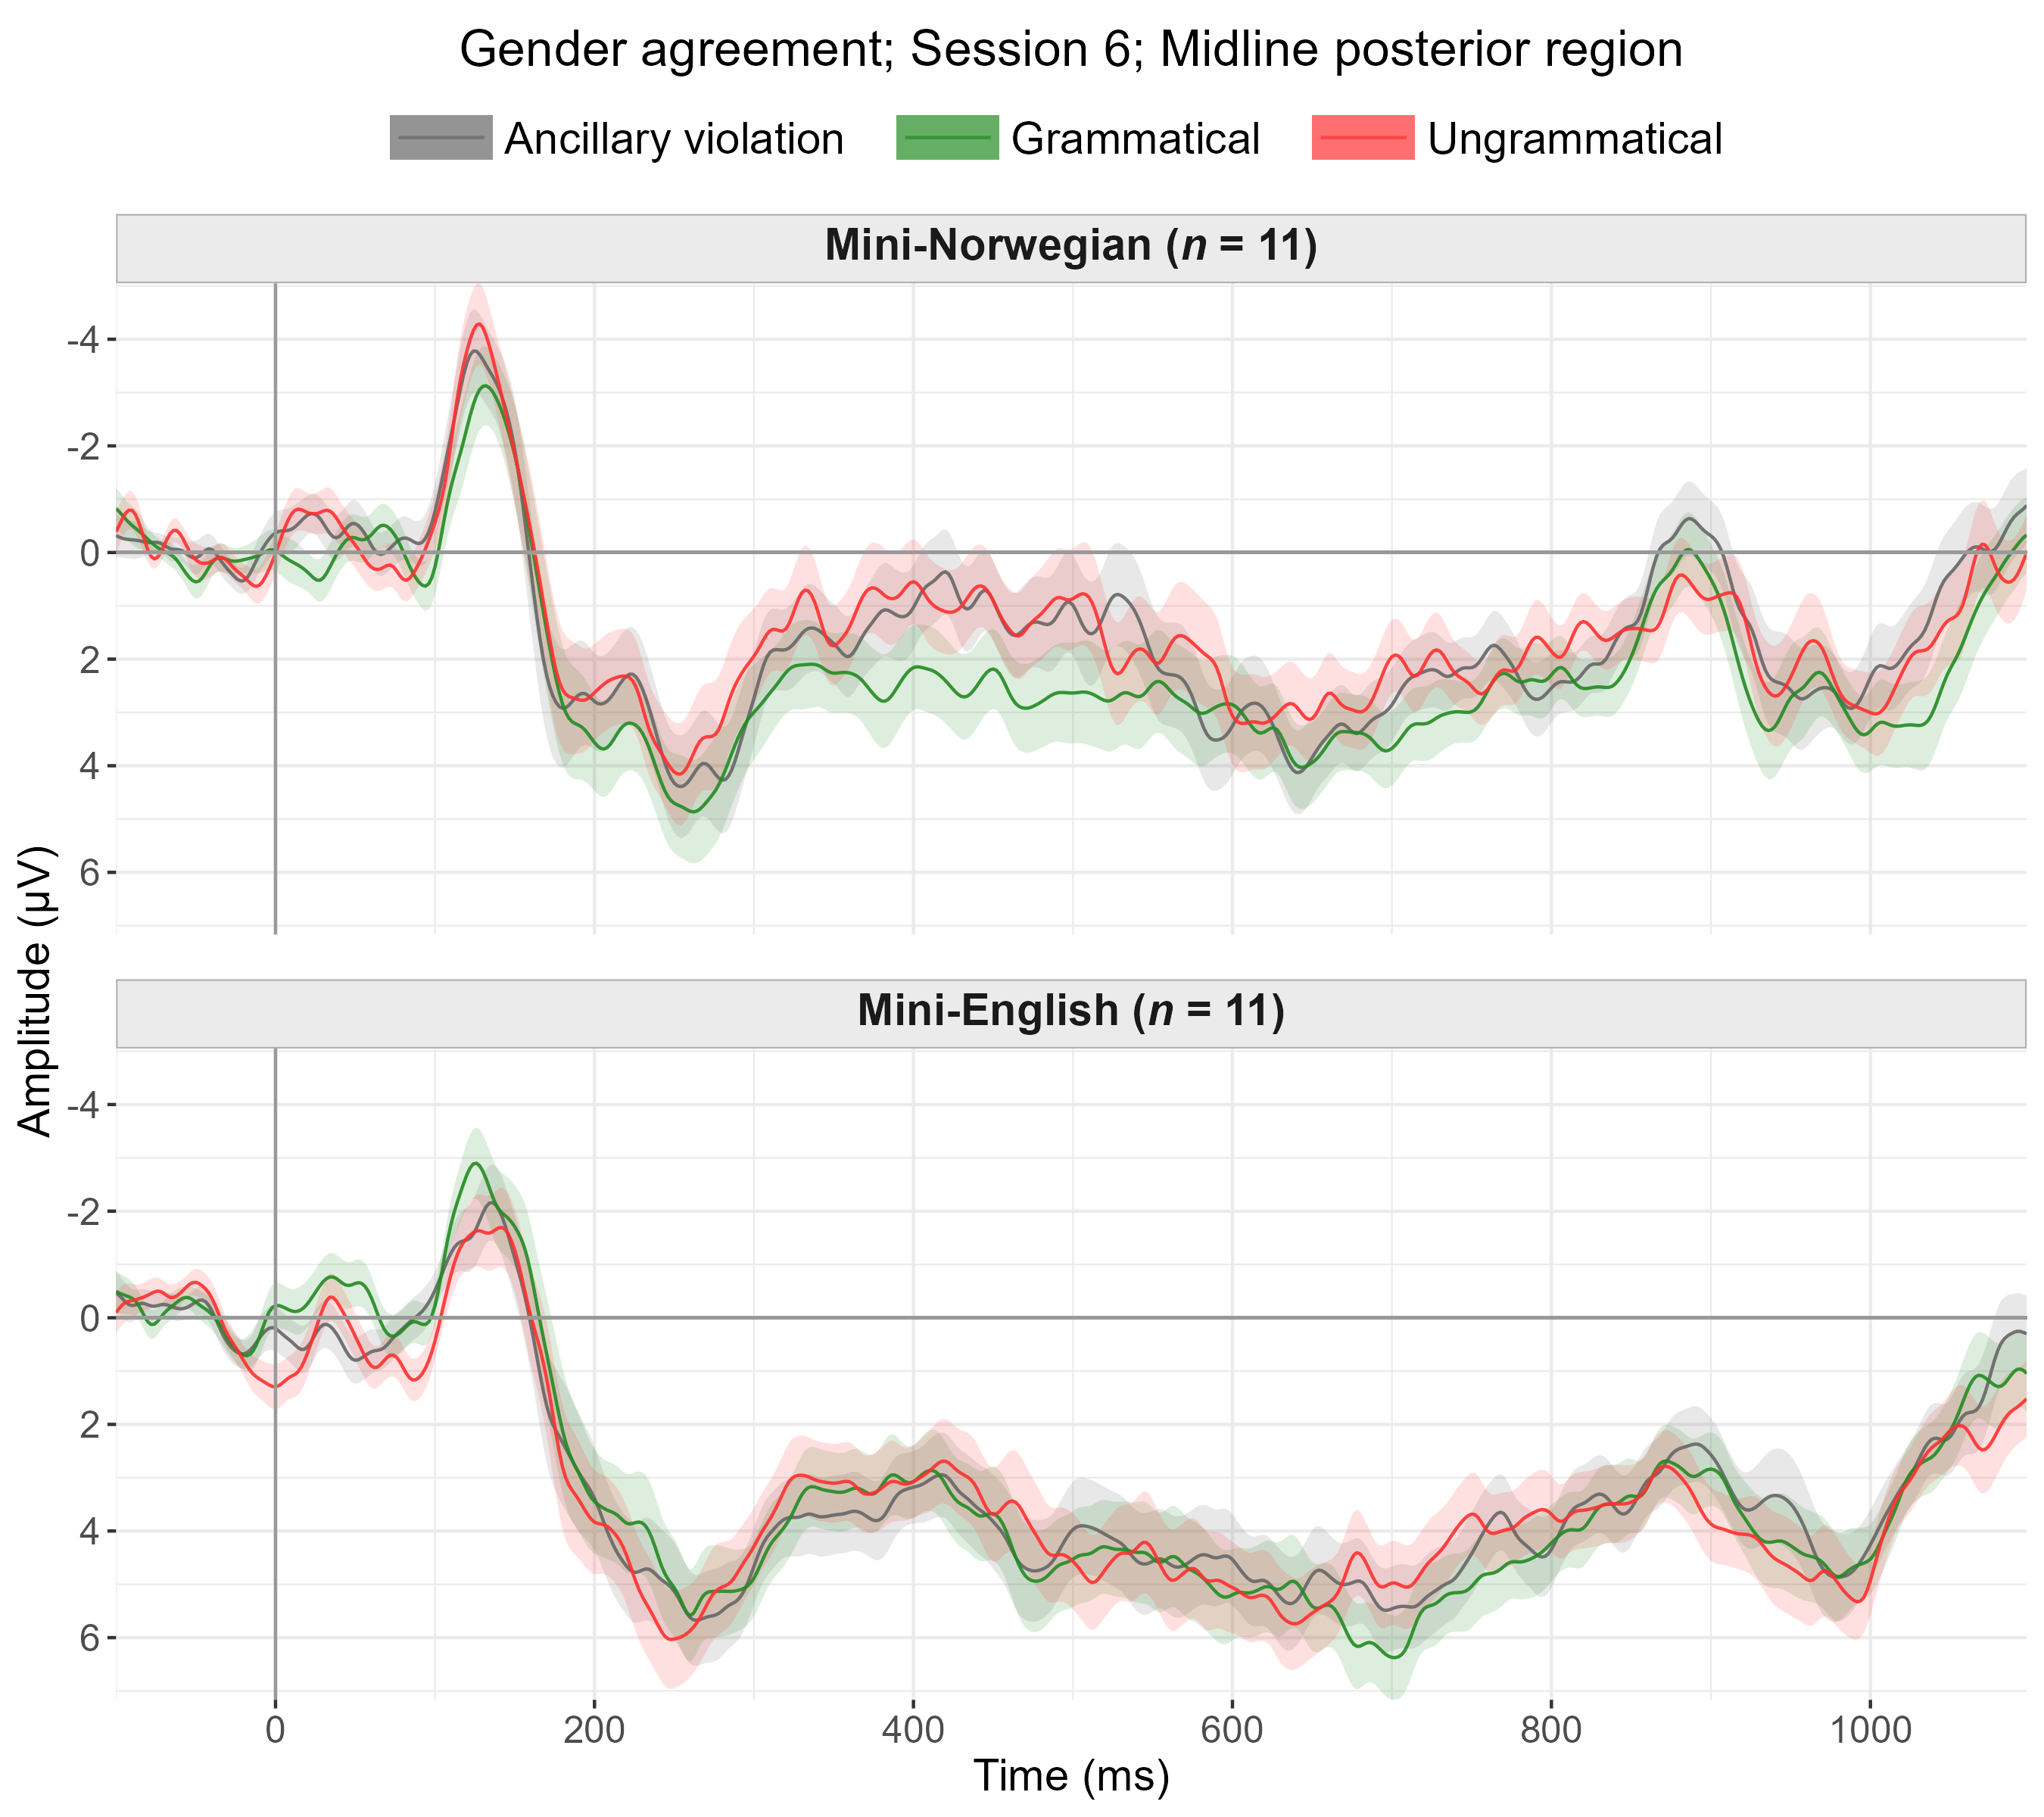 Gender agreement; Session 6; Midline posterior region
Ancillary violation Grammatical Ungrammatical
Mini-Norwegian (n = 11)
-4
-2
0
2
4
6
Amplitude (µV)
Mini-English (n = 11)
-4
-2
0
2
4
6
0 200 400 600 800 1000
Time (ms)